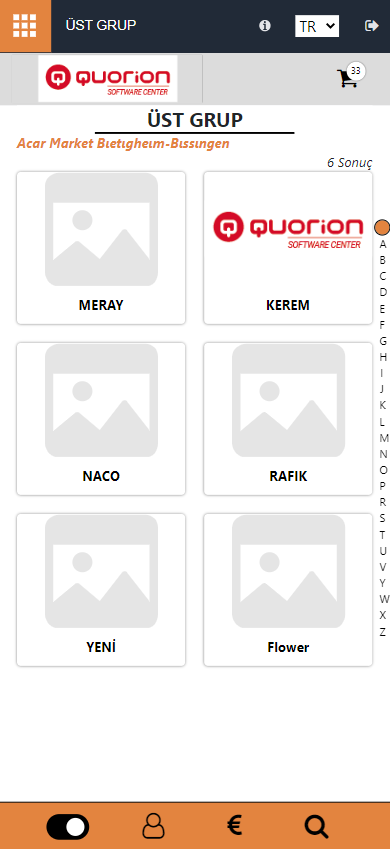 ÜST GRUP
TR
QUORION
SOFTWARE CENTER
33
ÜST GRUP
Acar Market Bıetıgheım-Bıssıngen
6 Sonuç
MERAY
QUORION
SOFTWARE CENTER
KEREM
NACO
RAFIK
YENİ
Flower
A
B
C
D
E
F
G
H
I
J
K
L
M
N
O
P
R
S
T
U
V
Y
W
X
Z
€